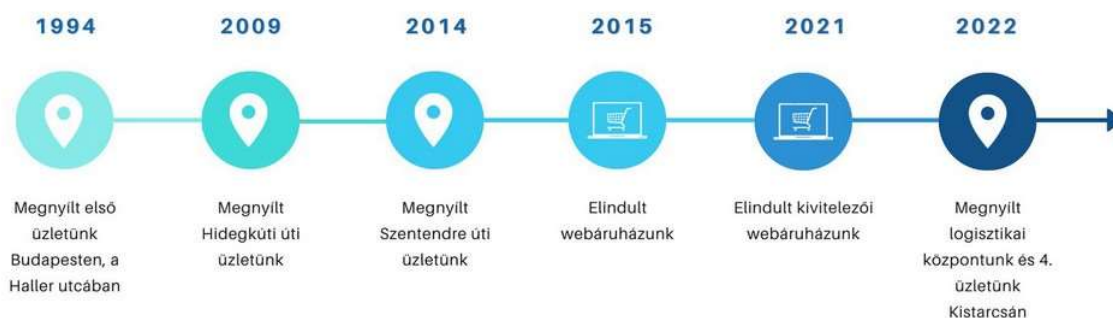 1994
2009
2014
2015
2021
2022
Megnyílt első
üzletünk
Budapesten, a
Haller utcában
Megnyílt
Hidegkúti úti
üzletünk
Megnyílt
Szentendre úti
üzletünk
Elindult
webáruházunk
Elindult kivitelezői
webáruházunk
Megnyílt
logisztikai
központunk és 4.
üzletünk
Kistarcsán